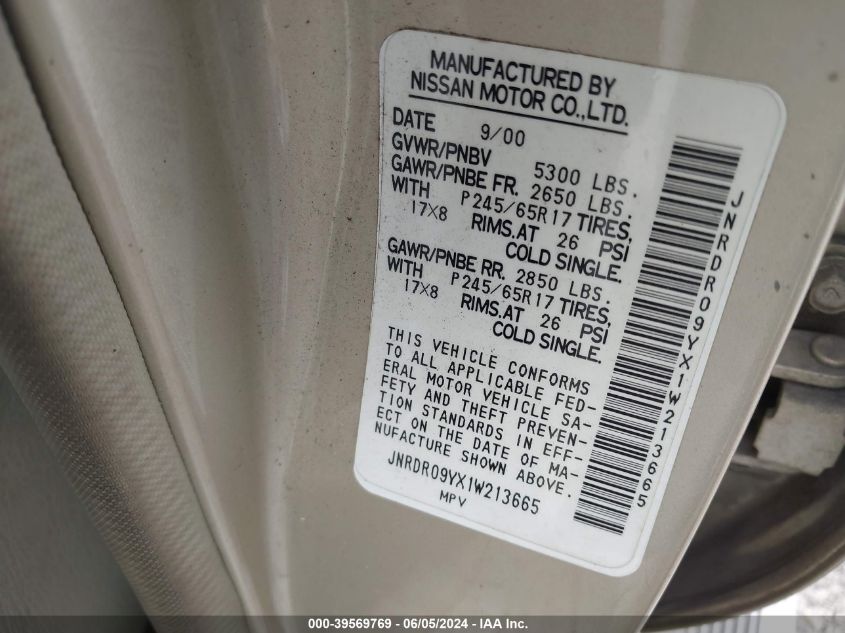 MANUFACTURED BY
NISSAN MOTOR CO.,LTD.
DATE 9/00
GVWR/PNBV 5300 LBS.
GAWR/PNBE FR. 2650 LBS.
WITH P245/65R17 TIRES,
17X8 RIMS.AT 26 PSI
COLD SINGLE.
GAWR/PNBE RR. 2850 LBS.
WITH P245/65R17 TIRES,
17X8 RIMS.AT 26 PSI
COLD SINGLE.
THIS VEHICLE CONFORMS
TO ALL APPLICABLE FED-
ERAL MOTOR VEHICLE SA-
FETY AND THEFT PREVEN-
TION STANDARDS IN EFF-
ECT ON THE DATE OF MA-
NUFACTURE SHOWN ABOVE.
JNRDR09YX1W213665
MPV
JNRDR09YX1W213665
000-39569769 - 06/05/2024 - IAA Inc.